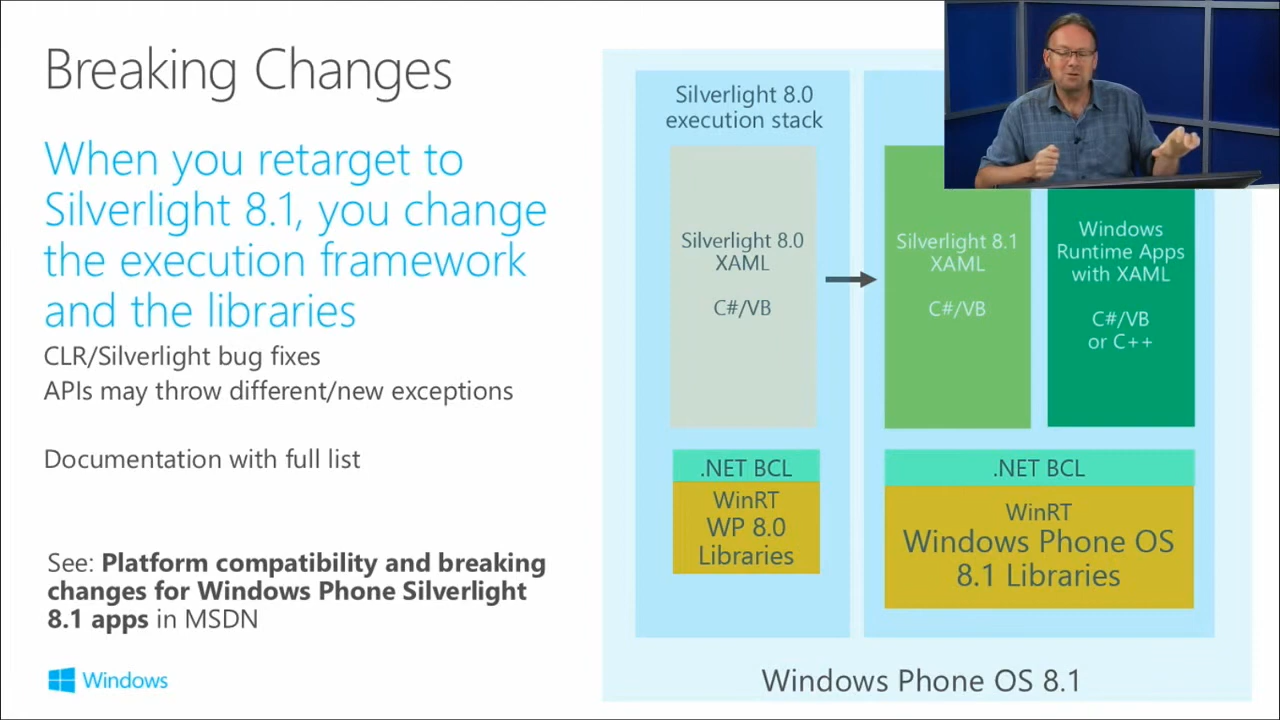 Breaking Changes
When you retarget to
Silverlight 8.1, you change
the execution framework
and the libraries
CLR/Silverlight bug fixes
APIs may throw different/new exceptions
Documentation with full list
See: Platform compatibility and breaking
changes for Windows Phone Silverlight
8.1 apps in MSDN
Windows
Silverlight 8.0
execution stack
Silverlight 8.0
XAML
C#/VB
.NET BCL
WinRT
WP 8.0
Libraries
Silverlight 8.1
XAML
C#/VB
Windows
Runtime Apps
with XAML
C#/VB
or C++
.NET BCL
WinRT
Windows Phone OS
8.1 Libraries
Windows Phone OS 8.1